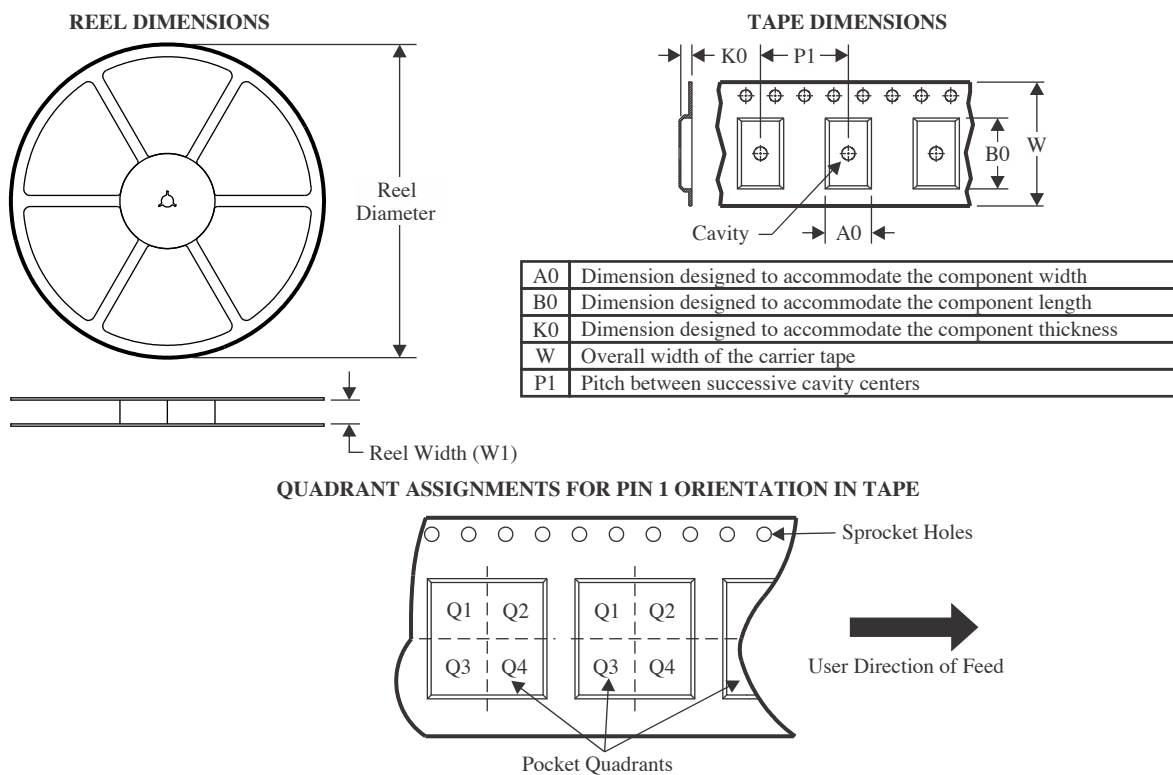 REEL DIMENSIONS
Reel
Diameter
Reel Width (W1)
TAPE DIMENSIONS
K0
P1
B0
W
Cavity
A0
A0 Dimension designed to accommodate the component width
B0 Dimension designed to accommodate the component length
K0 Dimension designed to accommodate the component thickness
W Overall width of the carrier tape
P1 Pitch between successive cavity centers
QUADRANT ASSIGNMENTS FOR PIN 1 ORIENTATION IN TAPE
Sprocket Holes
Q1 Q2 Q1 Q2
Q3 Q4 Q3 Q4
User Direction of Feed
Pocket Quadrants